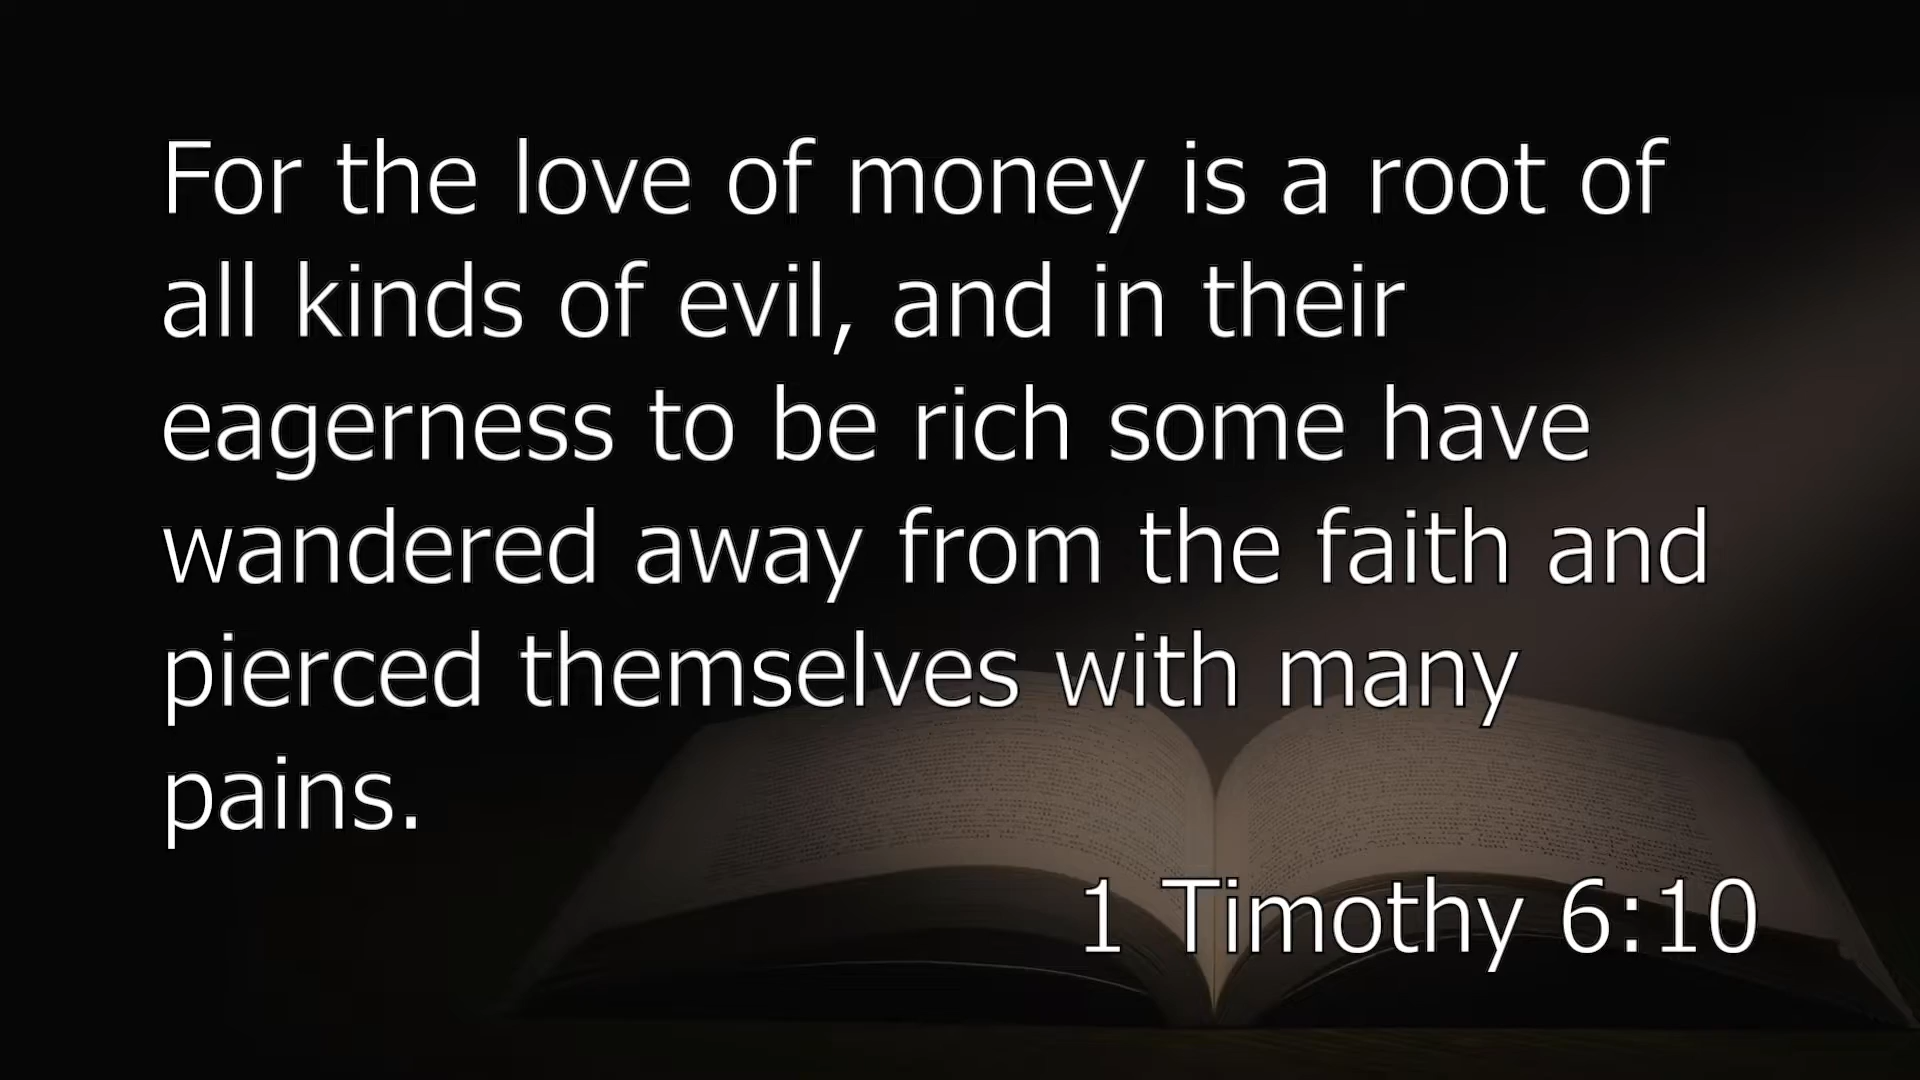 For the love of money is a root of
all kinds of evil, and in their
eagerness to be rich some have
wandered away from the faith and
pierced themselves with many
pains.
1 Timothy 6:10